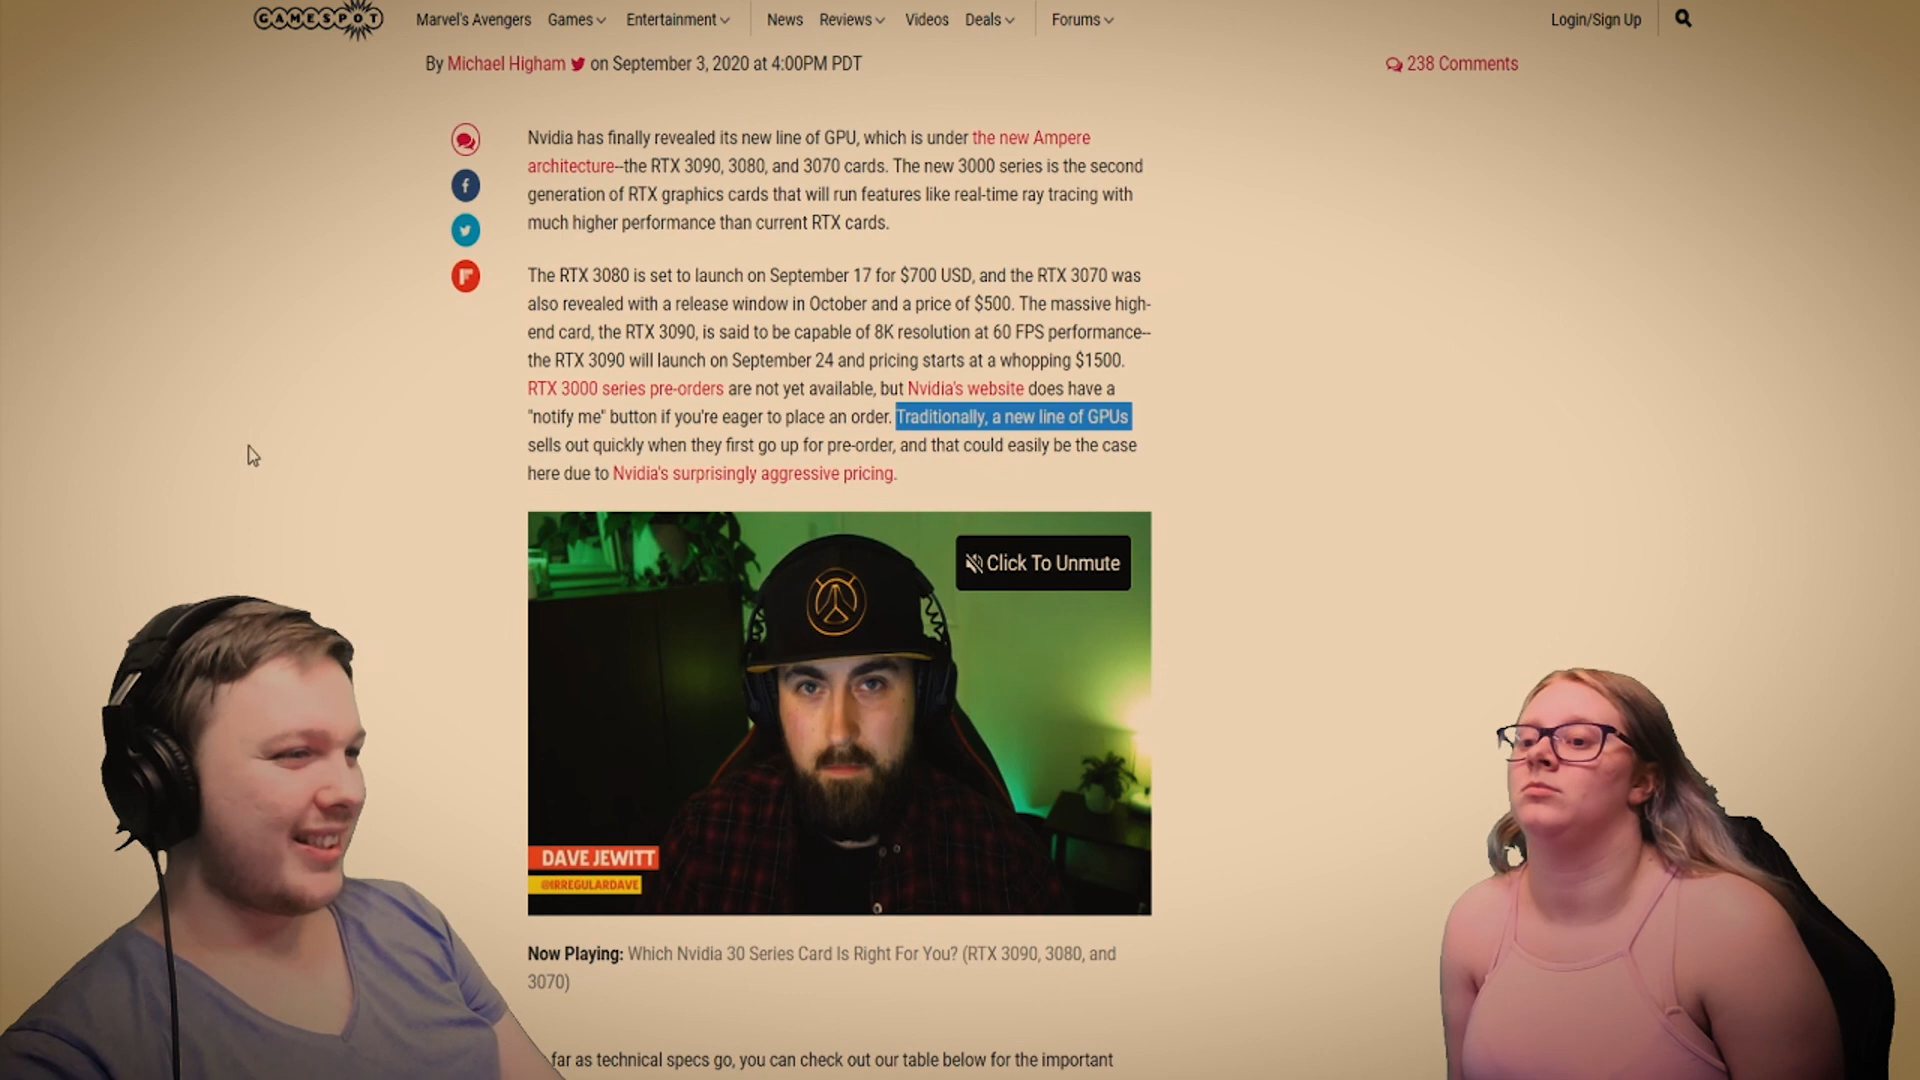 GAMESPOT Marvel's Avengers Games Entertainment News Reviews Videos Deals Forums Login/Sign Up
By Michael Higham on September 3, 2020 at 4:00PM PDT 238 Comments
Nvidia has finally revealed its new line of GPU, which is under the new Ampere
architecture--the RTX 3090, 3080, and 3070 cards. The new 3000 series is the second
generation of RTX graphics cards that will run features like real-time ray tracing with
much higher performance than current RTX cards.
The RTX 3080 is set to launch on September 17 for $700 USD, and the RTX 3070 was
also revealed with a release window in October and a price of $500. The massive high-
end card, the RTX 3090, is said to be capable of 8K resolution at 60 FPS performance--
the RTX 3090 will launch on September 24 and pricing starts at a whopping $1500.
RTX 3000 series pre-orders are not yet available, but Nvidia's website does have a
"notify me" button if you're eager to place an order. Traditionally, a new line of GPUs
sells out quickly when they first go up for pre-order, and that could easily be the case
here due to Nvidia's surprisingly aggressive pricing.
Click To Unmute
DAVE JEWITT
@IRREGULARDAVE
Now Playing: Which Nvidia 30 Series Card Is Right For You? (RTX 3090, 3080, and
3070)
far as technical specs go, you can check out our table below for the important